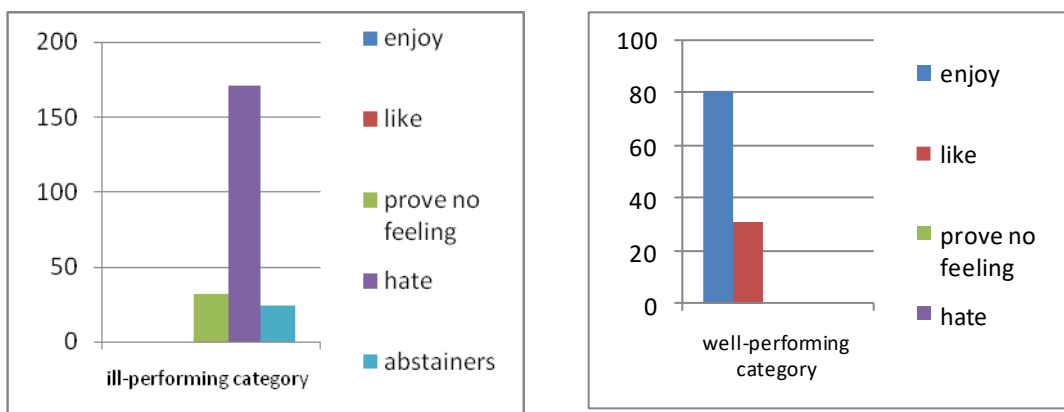 200
150
100
50
0
ill-performing category
enjoy
like
prove no
feeling
hate
abstainers
100
80
60
40
20
0
well-performing
category
enjoy
like
prove no
feeling
hate